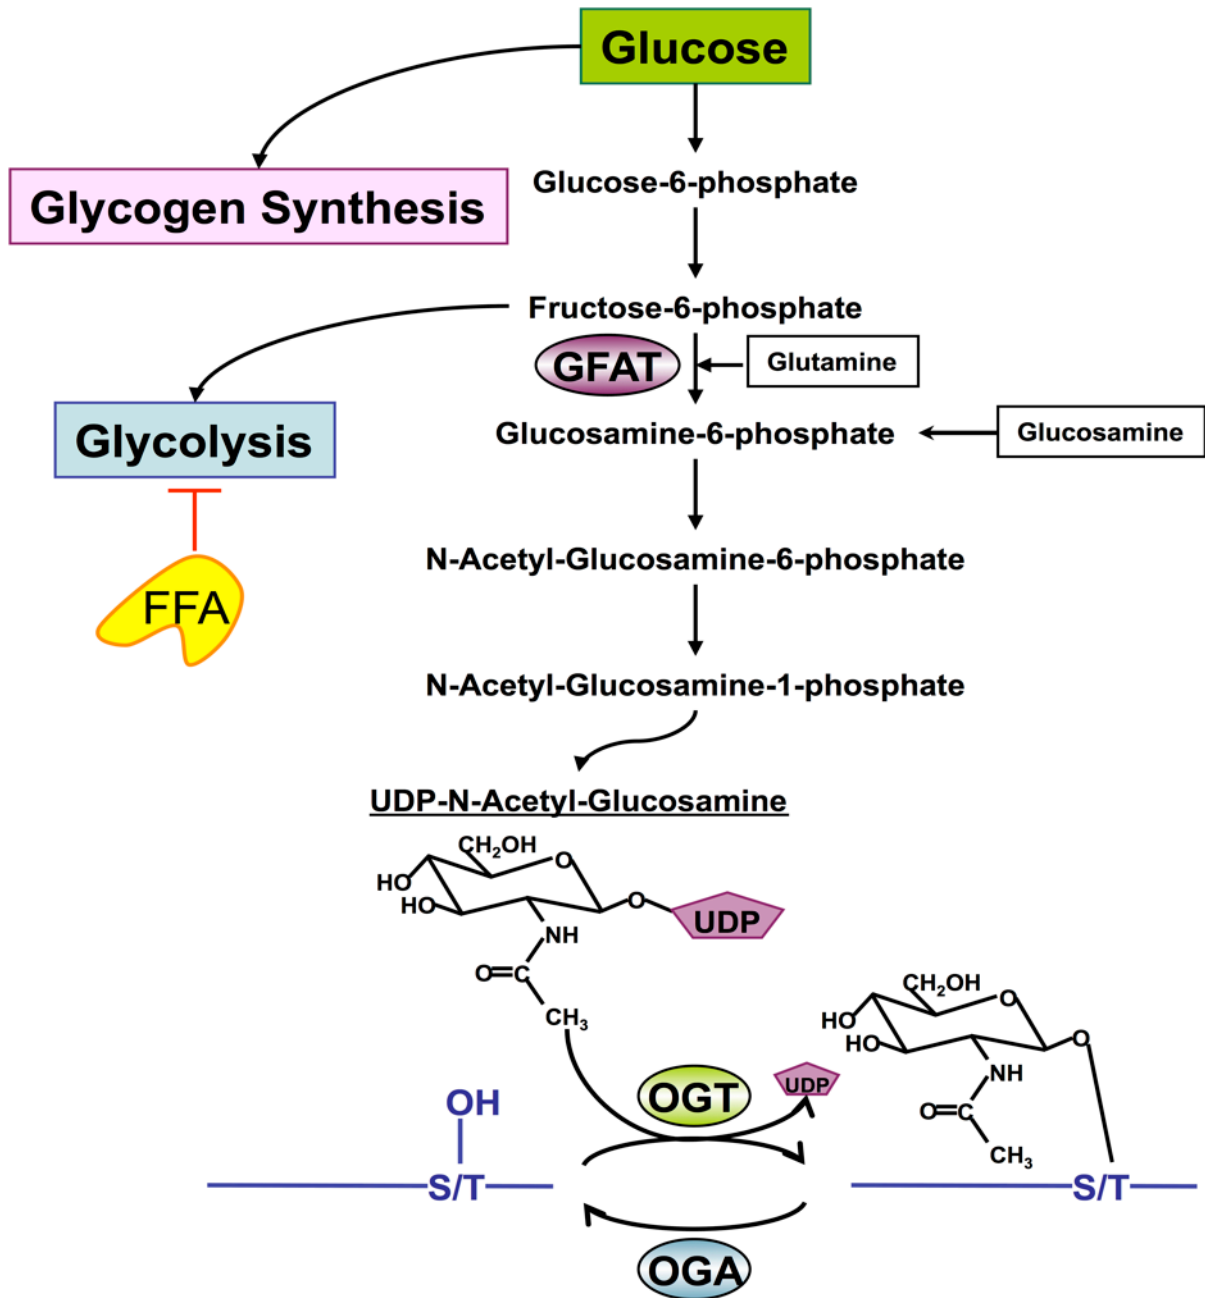 Glucose
Glycogen Synthesis
Glucose-6-phosphate
Fructose-6-phosphate
GFAT
Glutamine
Glycolysis
Glucosamine-6-phosphate
Glucosamine
FFA
N-Acetyl-Glucosamine-6-phosphate
N-Acetyl-Glucosamine-1-phosphate
UDP-N-Acetyl-Glucosamine
CH2OH
O
HO
HO
O
UDP
NH
O=C
CH3
CH2OH
O
HO
HO
O
NH
O=C
CH3
OGT
UDP
OH
S/T
S/T
OGA